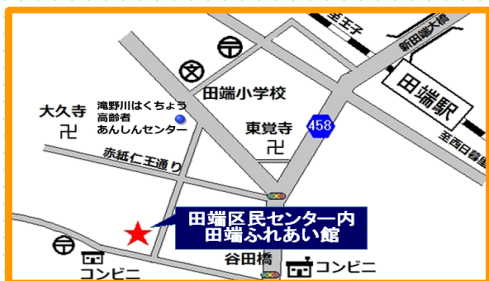 至王子
新田端大橋
田端駅
至西日暮里
田端小学校
458
大久寺
滝野川はくちょう
高齢者
あんしんセンター
東覚寺
赤紙仁王通り
田端区民センター内
田端ふれあい館
谷田橋
コンビニ
コンビニ